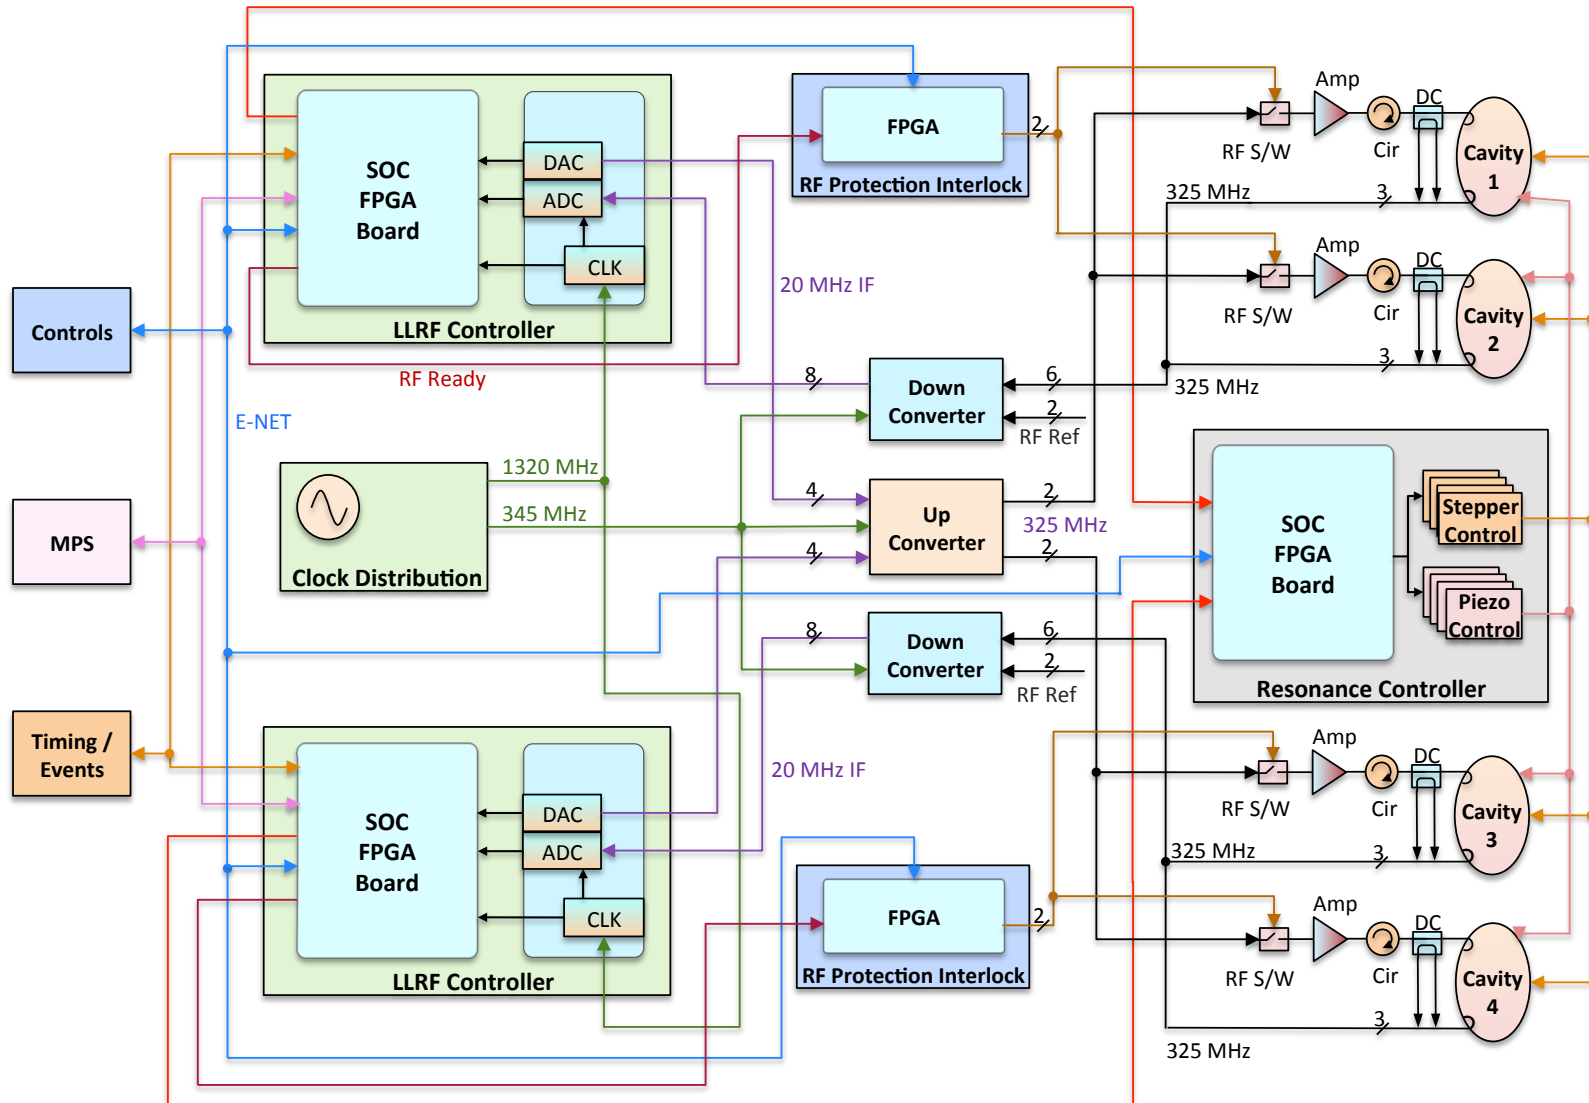 SOC
FPGA
Board
DAC
ADC
CLK
LLRF Controller
RF Ready
FPGA
RF Protection Interlock
2
RF S/W
Amp
Cir
DC
Cavity
1
325 MHz
3
RF S/W
Amp
Cir
DC
Cavity
2
3
325 MHz
20 MHz IF
Controls
E-NET
8
Down
Converter
6
2
RF Ref
1320 MHz
345 MHz
Clock Distribution
4
4
Up
Converter
2
325 MHz
2
MPS
SOC
FPGA
Board
Stepper
Control
Piezo
Control
Resonance Controller
8
Down
Converter
6
2
RF Ref
Timing /
Events
20 MHz IF
SOC
FPGA
Board
DAC
ADC
CLK
LLRF Controller
FPGA
RF Protection Interlock
2
RF S/W
Amp
Cir
DC
Cavity
3
325 MHz
3
RF S/W
Amp
Cir
DC
Cavity
4
3
325 MHz